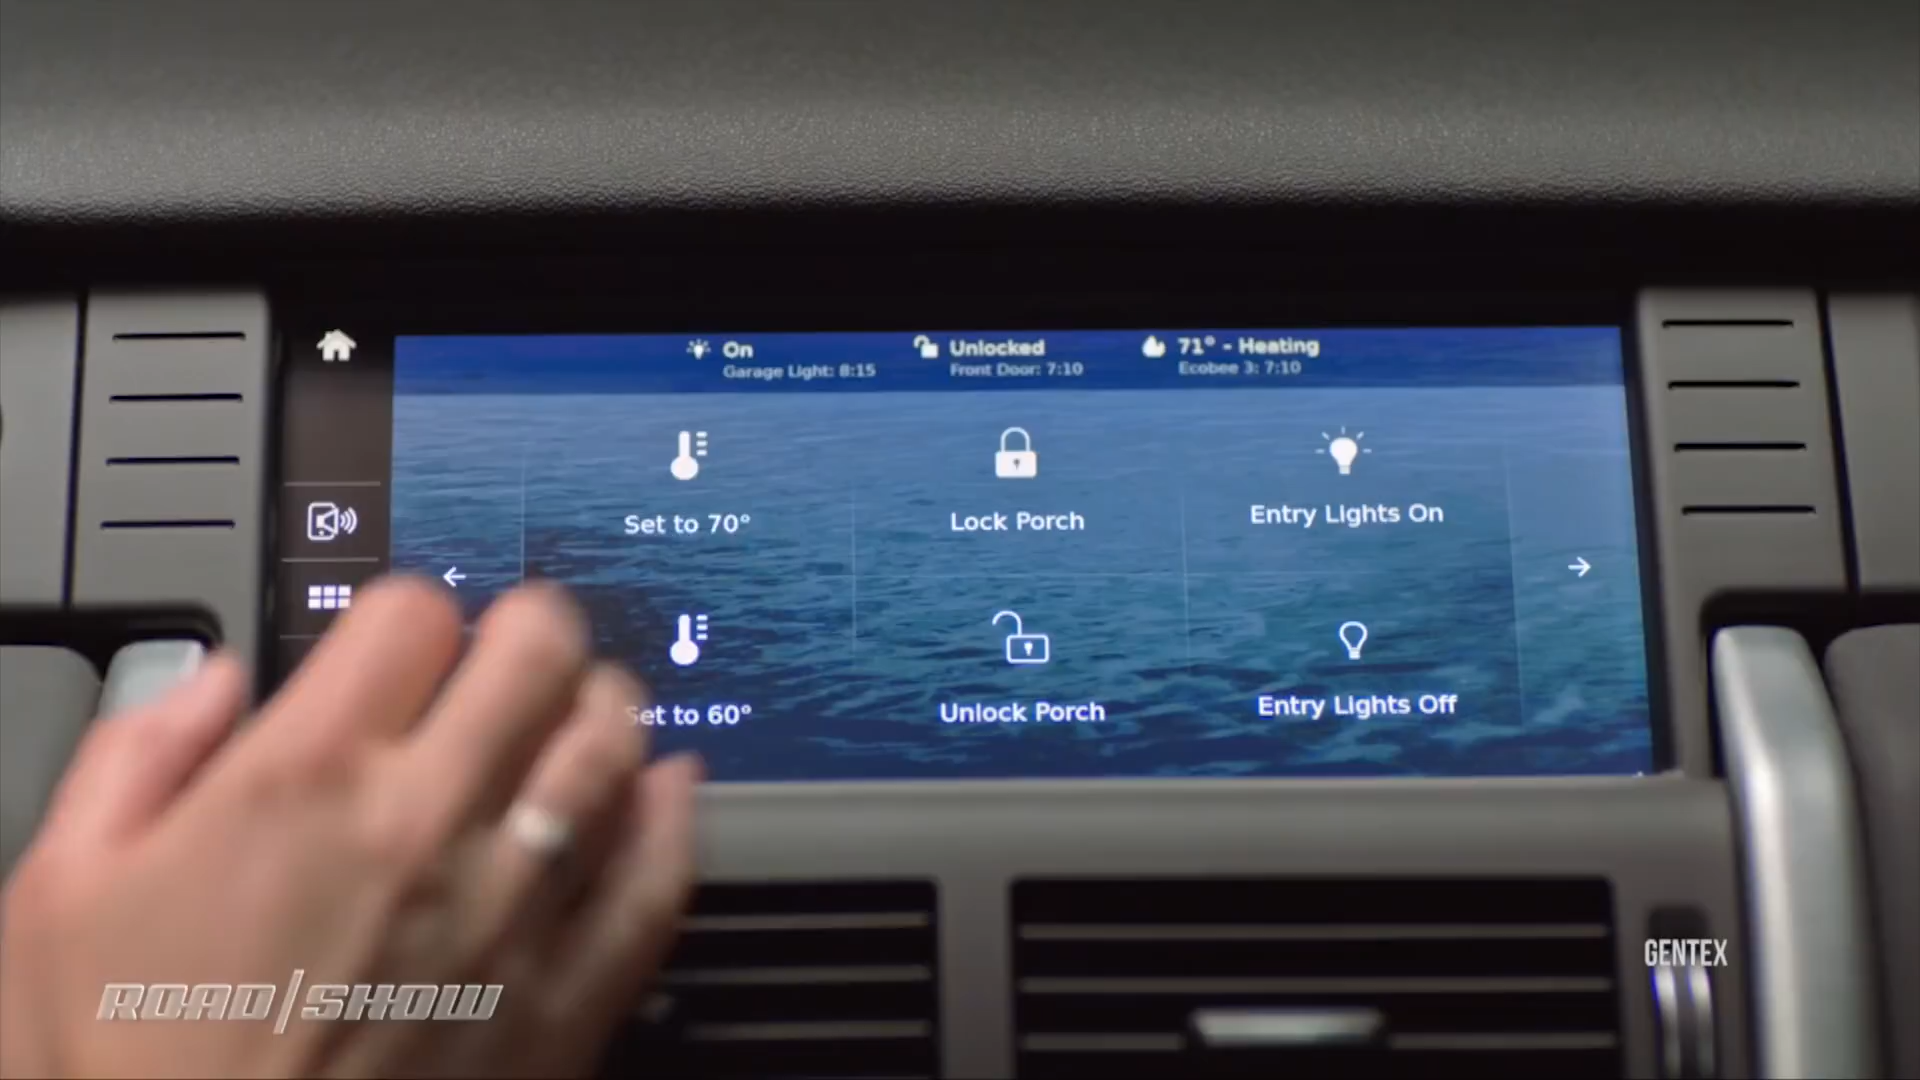 On
Garage Light: 8:15
Unlocked
Front Door: 7:10
71° - Heating
Ecobee 3: 7:10
Set to 70°
Lock Porch
Entry Lights On
Set to 60°
Unlock Porch
Entry Lights Off
GENTEX
ROAD/SHOW